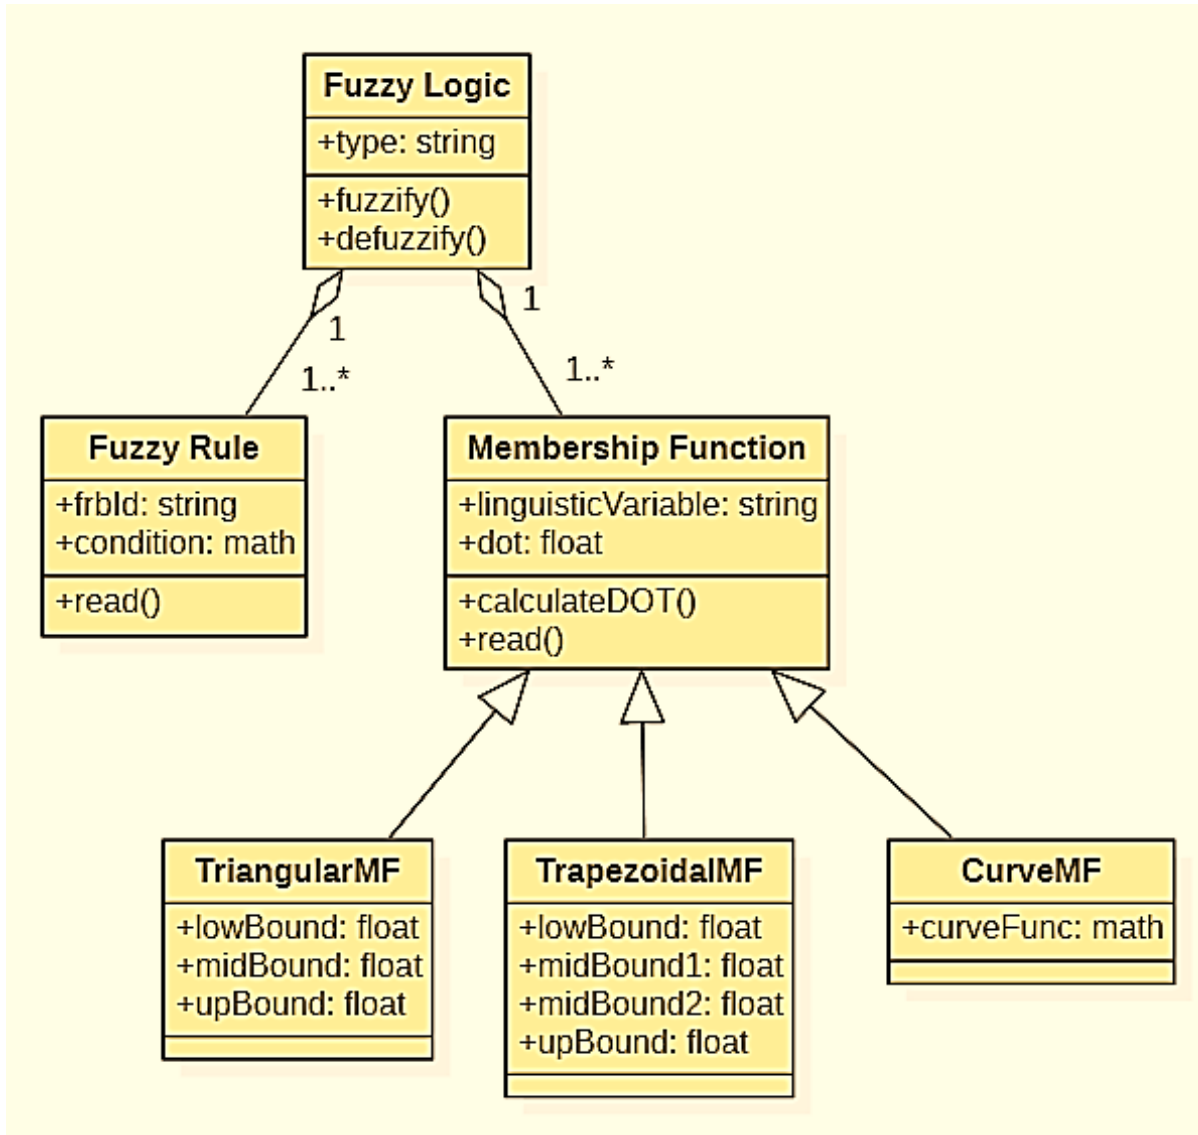 Fuzzy Logic
+type: string
+fuzzify()
+defuzzify()
1
1
1..*
1..*
Fuzzy Rule
+frbId: string
+condition: math
+read()
Membership Function
+linguisticVariable: string
+dot: float
+calculateDOT()
+read()
TriangularMF
+lowBound: float
+midBound: float
+upBound: float
TrapezoidalMF
+lowBound: float
+midBound1: float
+midBound2: float
+upBound: float
CurveMF
+curveFunc: math